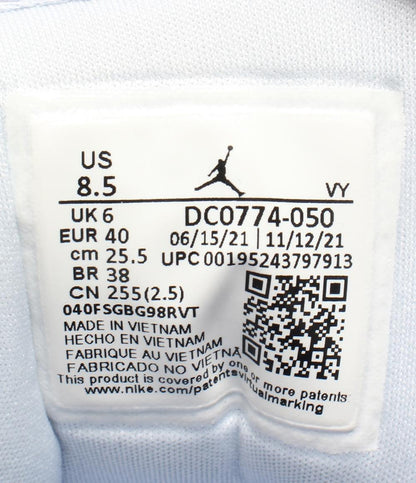 US
8.5
VY
UK 6
DC0774-050
EUR 40
06/15/21 | 11/12/21
cm 25.5
UPC 00195243797913
BR 38
CN 255(2.5)
040FSGBG98RVT
MADE IN VIETNAM
HECHO EN VIETNAM
FABRIQUE AU VIETNAM
FABRICADO NO VIETNÃ
This product is covered by one or more patents
www.nike.com/patentsvirtualmarking